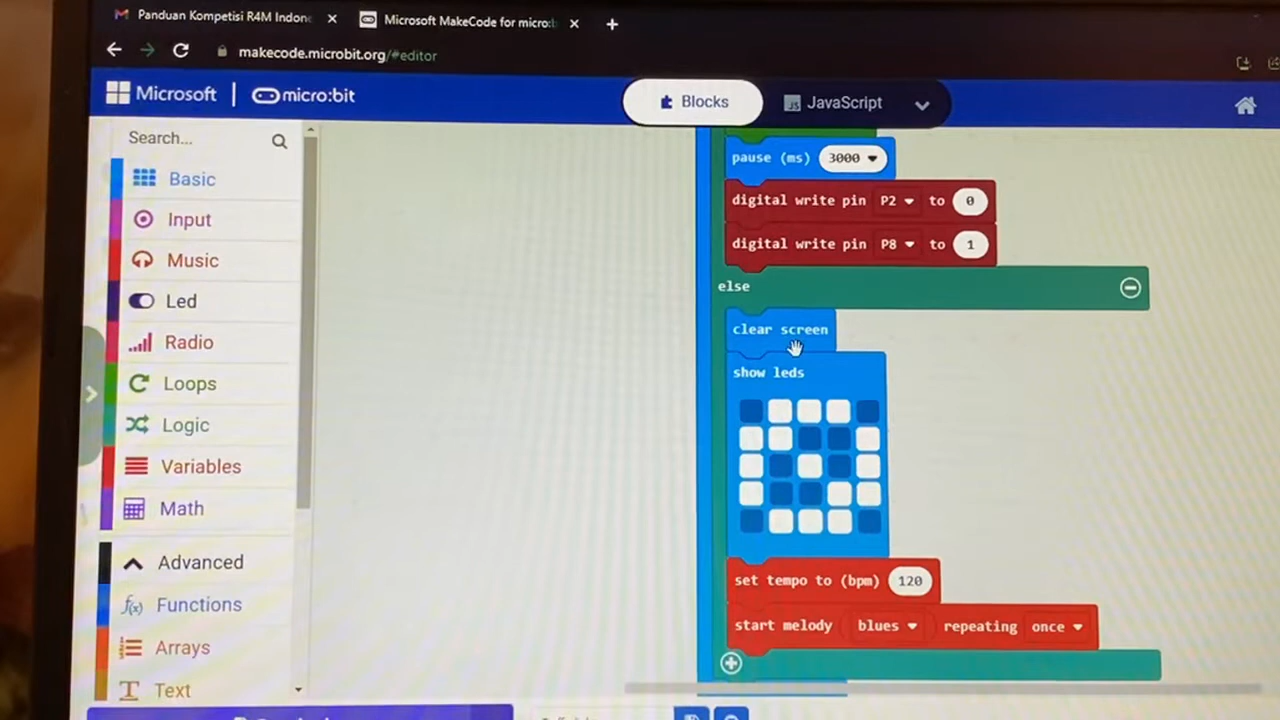 Panduan Kompetisi R4M Indone
Microsoft MakeCode for micro:b
makecode.microbit.org/#editor
Microsoft
micro:bit
Blocks
JS JavaScript
Search...
Basic
Input
Music
Led
Radio
Loops
Logic
Variables
Math
Advanced
f(x) Functions
Arrays
T Text
pause (ms) 3000
digital write pin P2 to 0
digital write pin P8 to 1
else
clear screen
show leds
set tempo to (bpm) 120
start melody blues repeating once